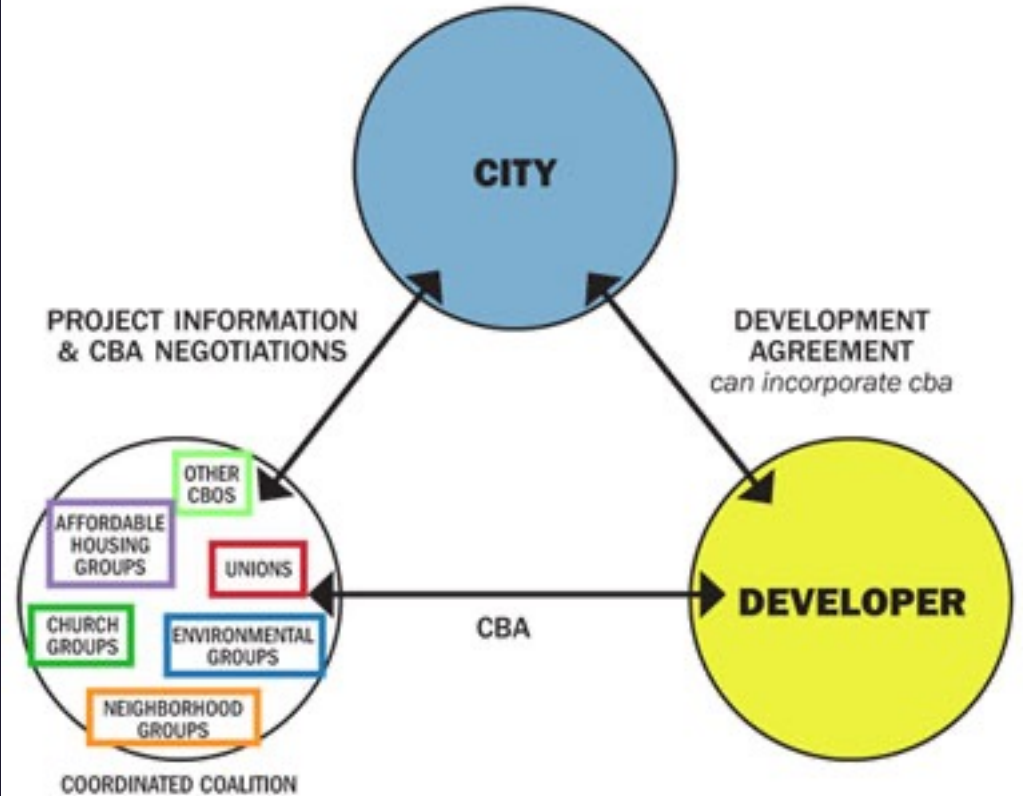 CITY
PROJECT INFORMATION
& CBA NEGOTIATIONS
DEVELOPMENT
AGREEMENT
can incorporate cba
OTHER
CBOS
AFFORDABLE
HOUSING
GROUPS
UNIONS
CHURCH
GROUPS
ENVIRONMENTAL
GROUPS
NEIGHBORHOOD
GROUPS
COORDINATED COALITION
CBA
DEVELOPER